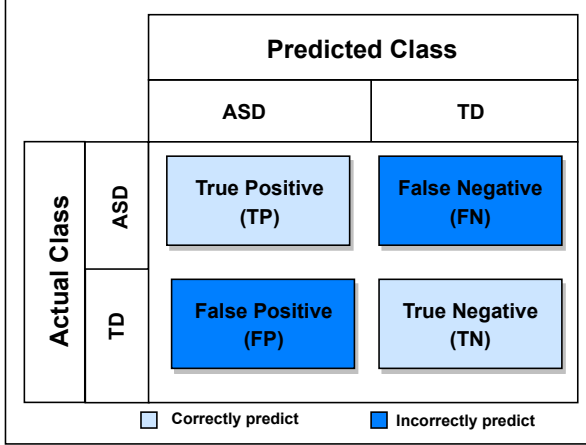 Predicted Class
ASD TD
Actual Class
ASD
True Positive
(TP)
False Negative
(FN)
TD
False Positive
(FP)
True Negative
(TN)
Correctly predict Incorrectly predict